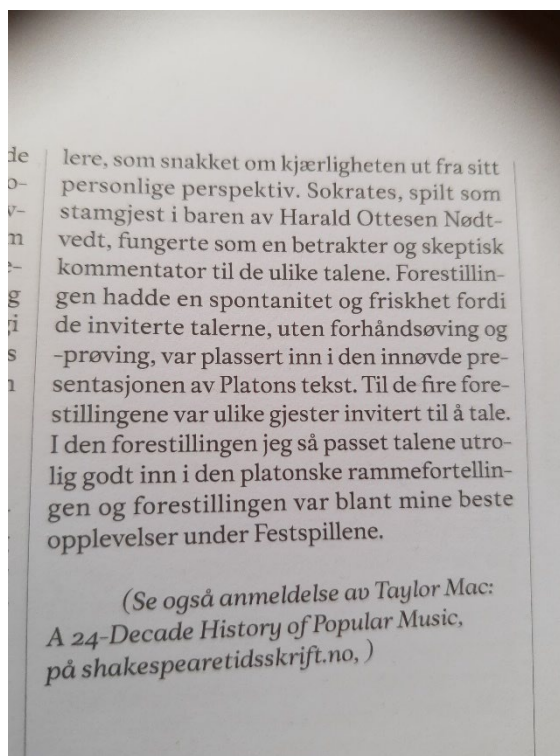 de
o-
v-
m
e-
g
gi
s
n
lere, som snakket om kjærligheten ut fra sitt
personlige perspektiv. Sokrates, spilt som
stamgjest i baren av Harald Ottesen Nødt-
vedt, fungerte som en betrakter og skeptisk
kommentator til de ulike talene. Forestillin-
gen hadde en spontanitet og friskhet fordi
de inviterte talerne, uten forhåndsøving og
-prøving, var plassert inn i den innøvde pre-
sentasjonen av Platons tekst. Til de fire fore-
stillingene var ulike gjester invitert til å tale.
I den forestillingen jeg så passet talene utro-
lig godt inn i den platonske rammefortellin-
gen og forestillingen var blant mine beste
opplevelser under Festspillene.
(Se også anmeldelse av Taylor Mac:
A 24-Decade History of Popular Music,
på shakespearetidsskrift.no, )